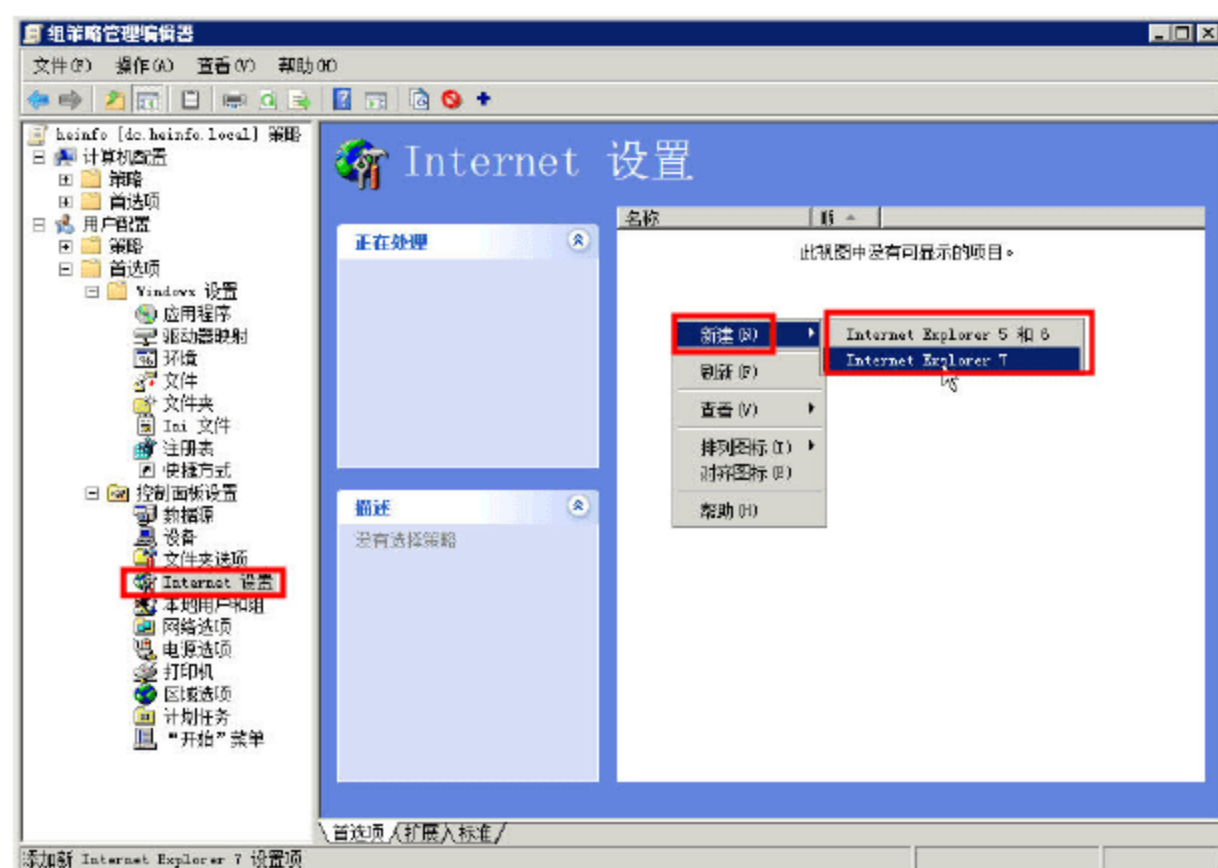 组策略管理编辑器
文件(F) 操作(A) 查看(V) 帮助(H)
heinfo [dc.heinfo.local] 策略
计算机配置
策略
首选项
用户配置
策略
首选项
Windows 设置
应用程序
驱动器映射
环境
文件
文件夹
Ini 文件
注册表
快捷方式
控制面板设置
数据源
设备
文件夹选项
Internet 设置
本地用户和组
网络选项
电源选项
打印机
区域选项
计划任务
“开始”菜单
Internet 设置
正在处理
描述
没有选择策略
名称
此视图中没有可显示的项目。
新建(N)
刷新(F)
查看(V)
排列图标(I)
对齐图标(E)
帮助(H)
Internet Explorer 5 和 6
Internet Explorer 7
首选项 扩展 标准
添加新 Internet Explorer 7 设置项